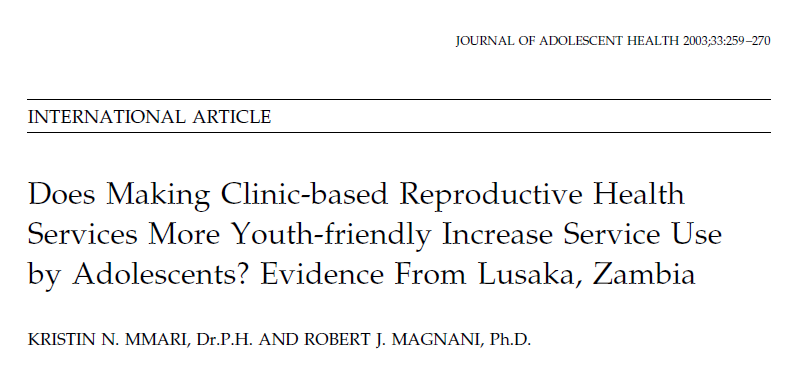 JOURNAL OF ADOLESCENT HEALTH 2003;33:259–270
INTERNATIONAL ARTICLE
Does Making Clinic-based Reproductive Health
Services More Youth-friendly Increase Service Use
by Adolescents? Evidence From Lusaka, Zambia
KRISTIN N. MMARI, Dr.P.H. AND ROBERT J. MAGNANI, Ph.D.